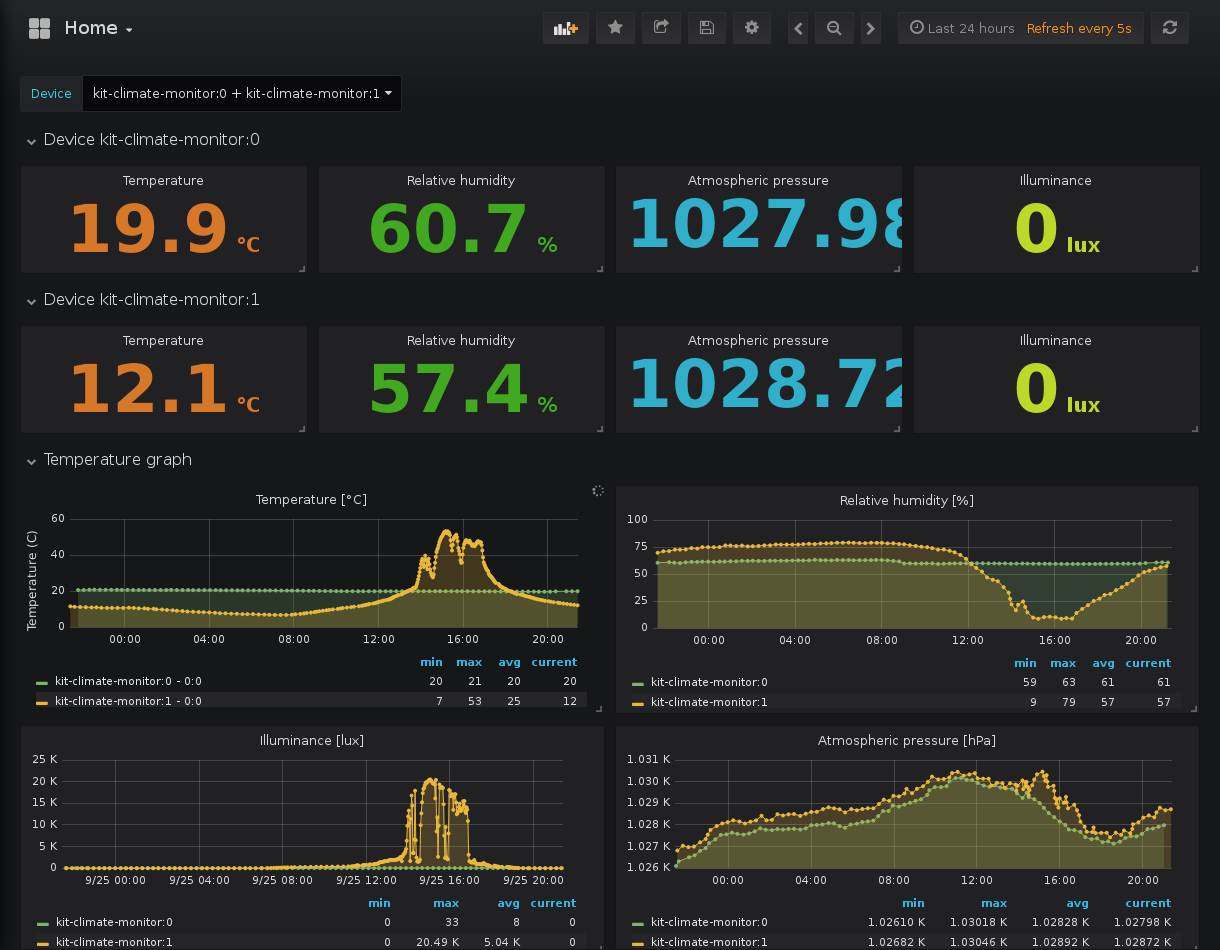 Home
Last 24 hours Refresh every 5s
Device kit-climate-monitor:0 + kit-climate-monitor:1
Device kit-climate-monitor:0
Temperature Relative humidity Atmospheric pressure Illuminance
19.9 °C 60.7 % 1027.98 0 lux
Device kit-climate-monitor:1
Temperature Relative humidity Atmospheric pressure Illuminance
12.1 °C 57.4 % 1028.72 0 lux
Temperature graph
Temperature [°C]
Temperature (C)
60
40
20
0
00:00 04:00 08:00 12:00 16:00 20:00
min max avg current
kit-climate-monitor:0 - 0:0 20 21 20 20
kit-climate-monitor:1 - 0:0 7 53 25 12
Relative humidity [%]
100
75
50
25
0
00:00 04:00 08:00 12:00 16:00 20:00
min max avg current
kit-climate-monitor:0 59 63 61 61
kit-climate-monitor:1 9 79 57 57
Illuminance [lux]
25 K
20 K
15 K
10 K
5 K
0
9/25 00:00 9/25 04:00 9/25 08:00 9/25 12:00 9/25 16:00 9/25 20:00
min max avg current
kit-climate-monitor:0 0 33 8 0
kit-climate-monitor:1 0 20.49 K 5.04 K 0
Atmospheric pressure [hPa]
1.031 K
1.030 K
1.029 K
1.028 K
1.027 K
1.026 K
00:00 04:00 08:00 12:00 16:00 20:00
min max avg current
kit-climate-monitor:0 1.02610 K 1.03018 K 1.02828 K 1.02798 K
kit-climate-monitor:1 1.02682 K 1.03046 K 1.02892 K 1.02872 K